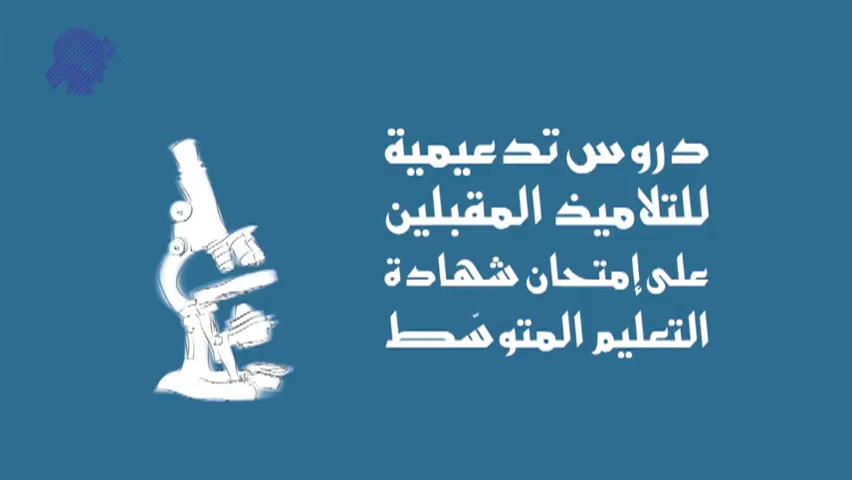 دروس تدعيمية
للتلاميذ المقبلين
على إمتحان شهادة
التعليم المتوسّط